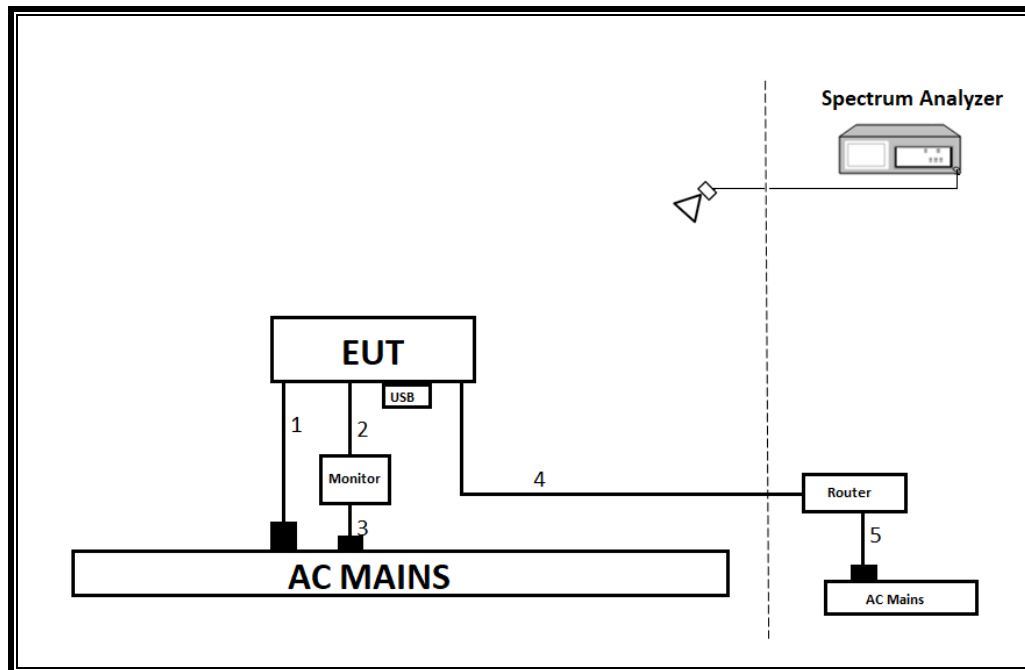 Spectrum Analyzer
EUT
USB
1
2
Monitor
4
Router
3
5
AC MAINS
AC Mains